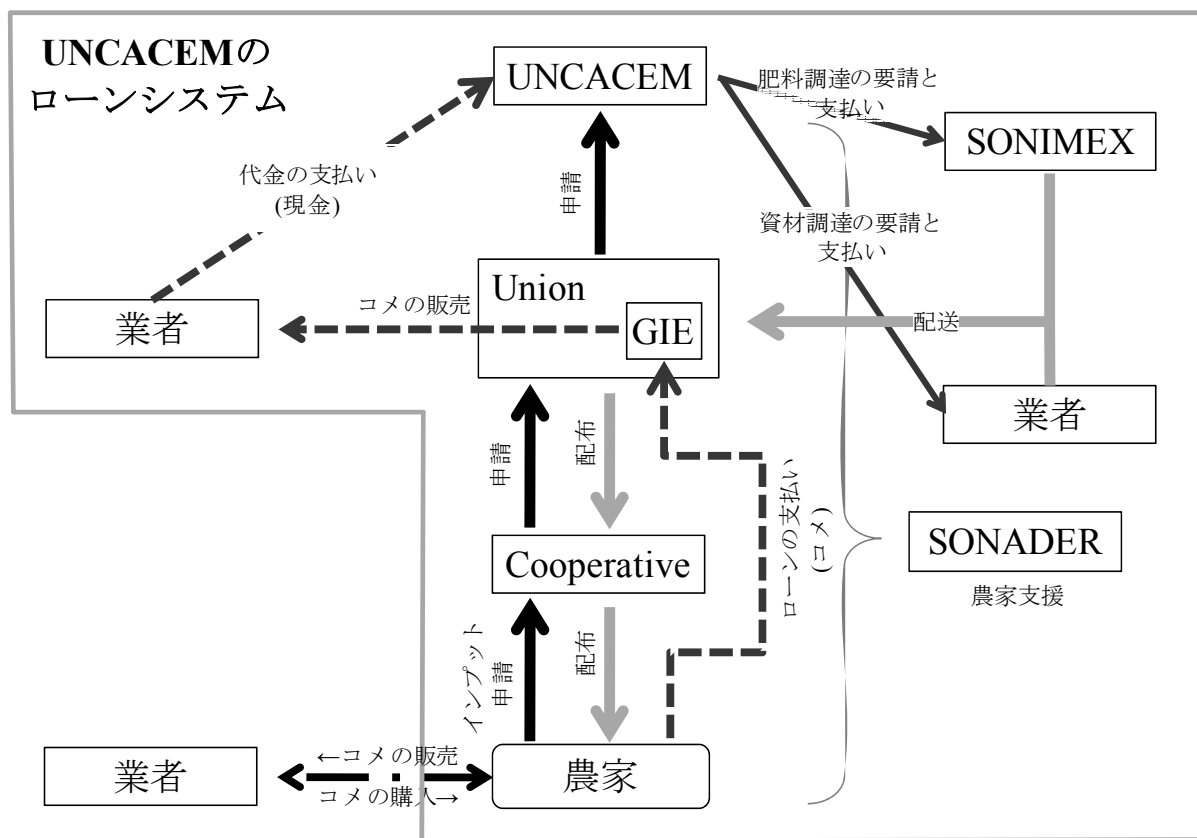 UNCACEMの
ローンシステム
UNCACEM
肥料調達の要請と
支払い
SONIMEX
代金の支払い
(現金)
申請
資材調達の要請と
支払い
Union
GIE
コメの販売
業者
配送
業者
申請
配布
ローンの支払い
(コメ)
Cooperative
SONADER
農家支援
インプット
申請
配布
業者
←コメの販売
コメの購入→
農家